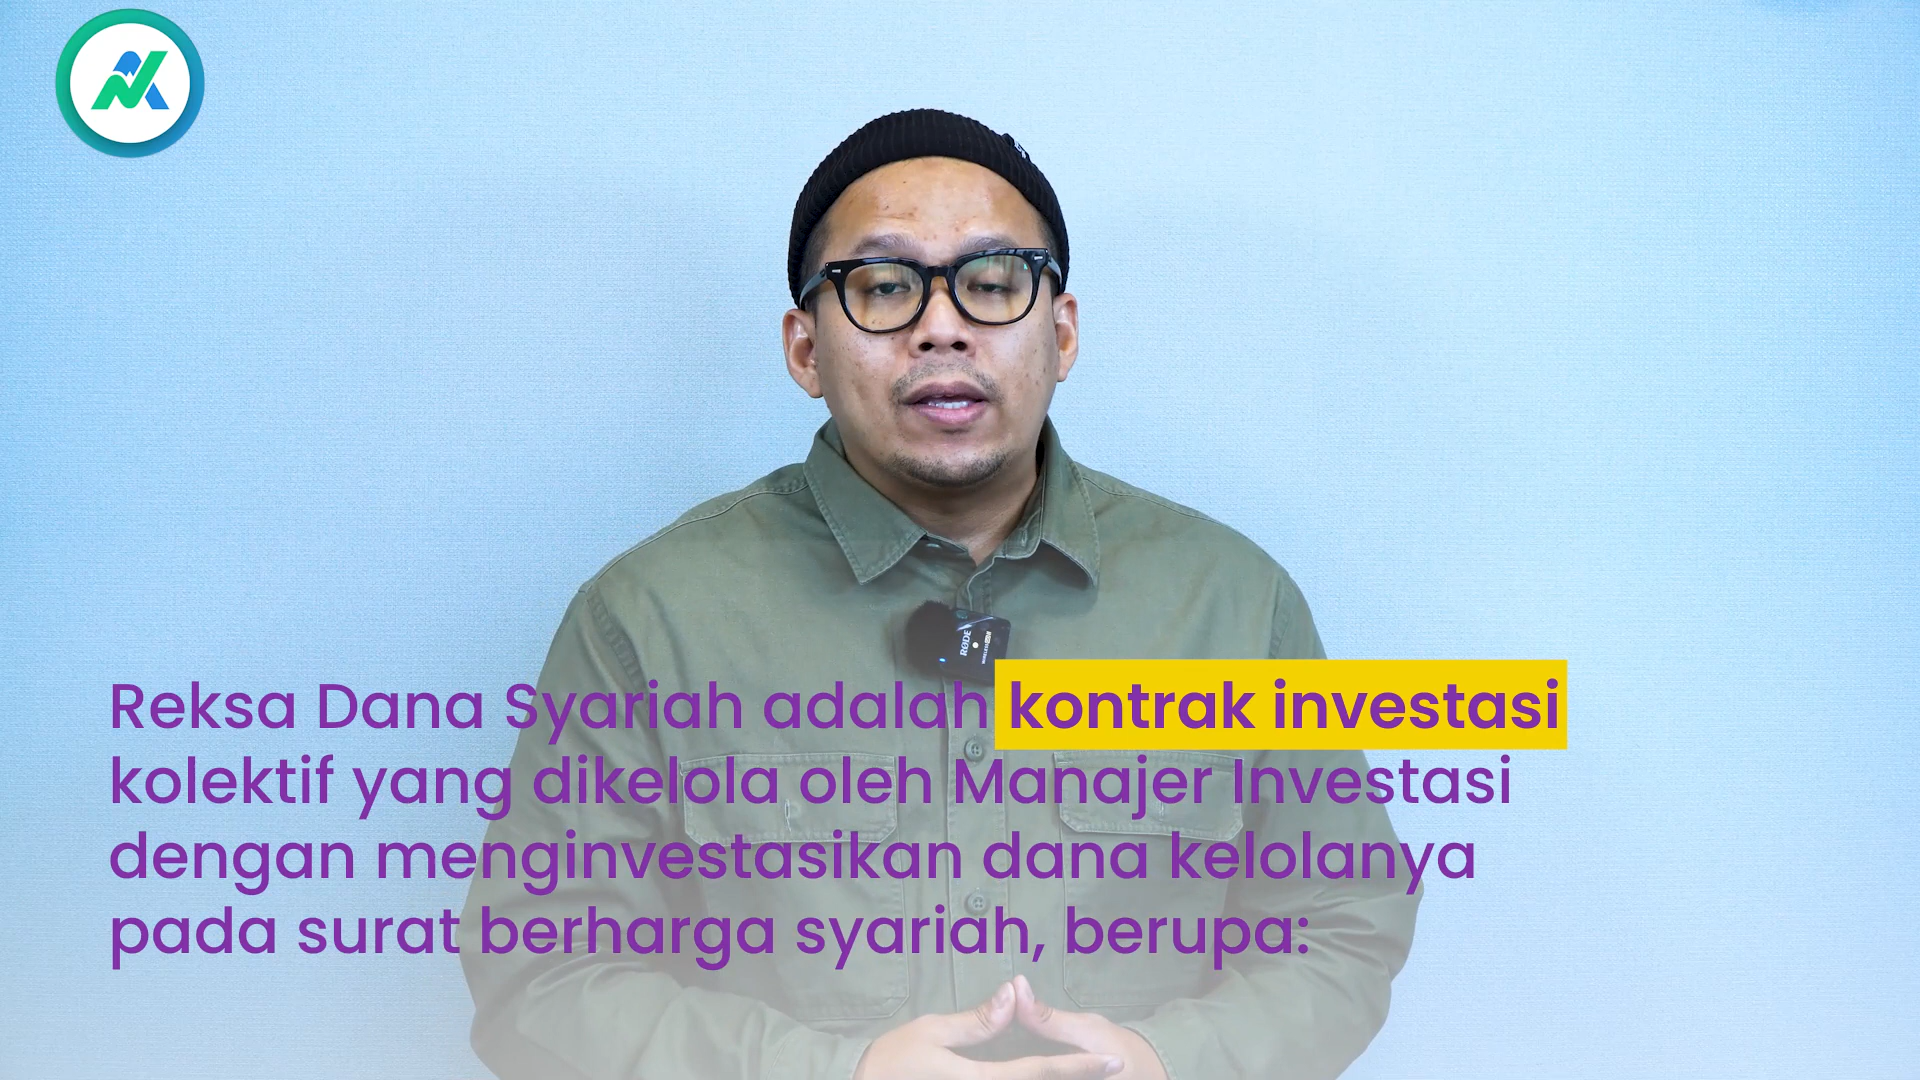 RØDE
Reksa Dana Syariah adalah kontrak investasi
kolektif yang dikelola oleh Manajer Investasi
dengan menginvestasikan dana kelolanya
pada surat berharga syariah, berupa: